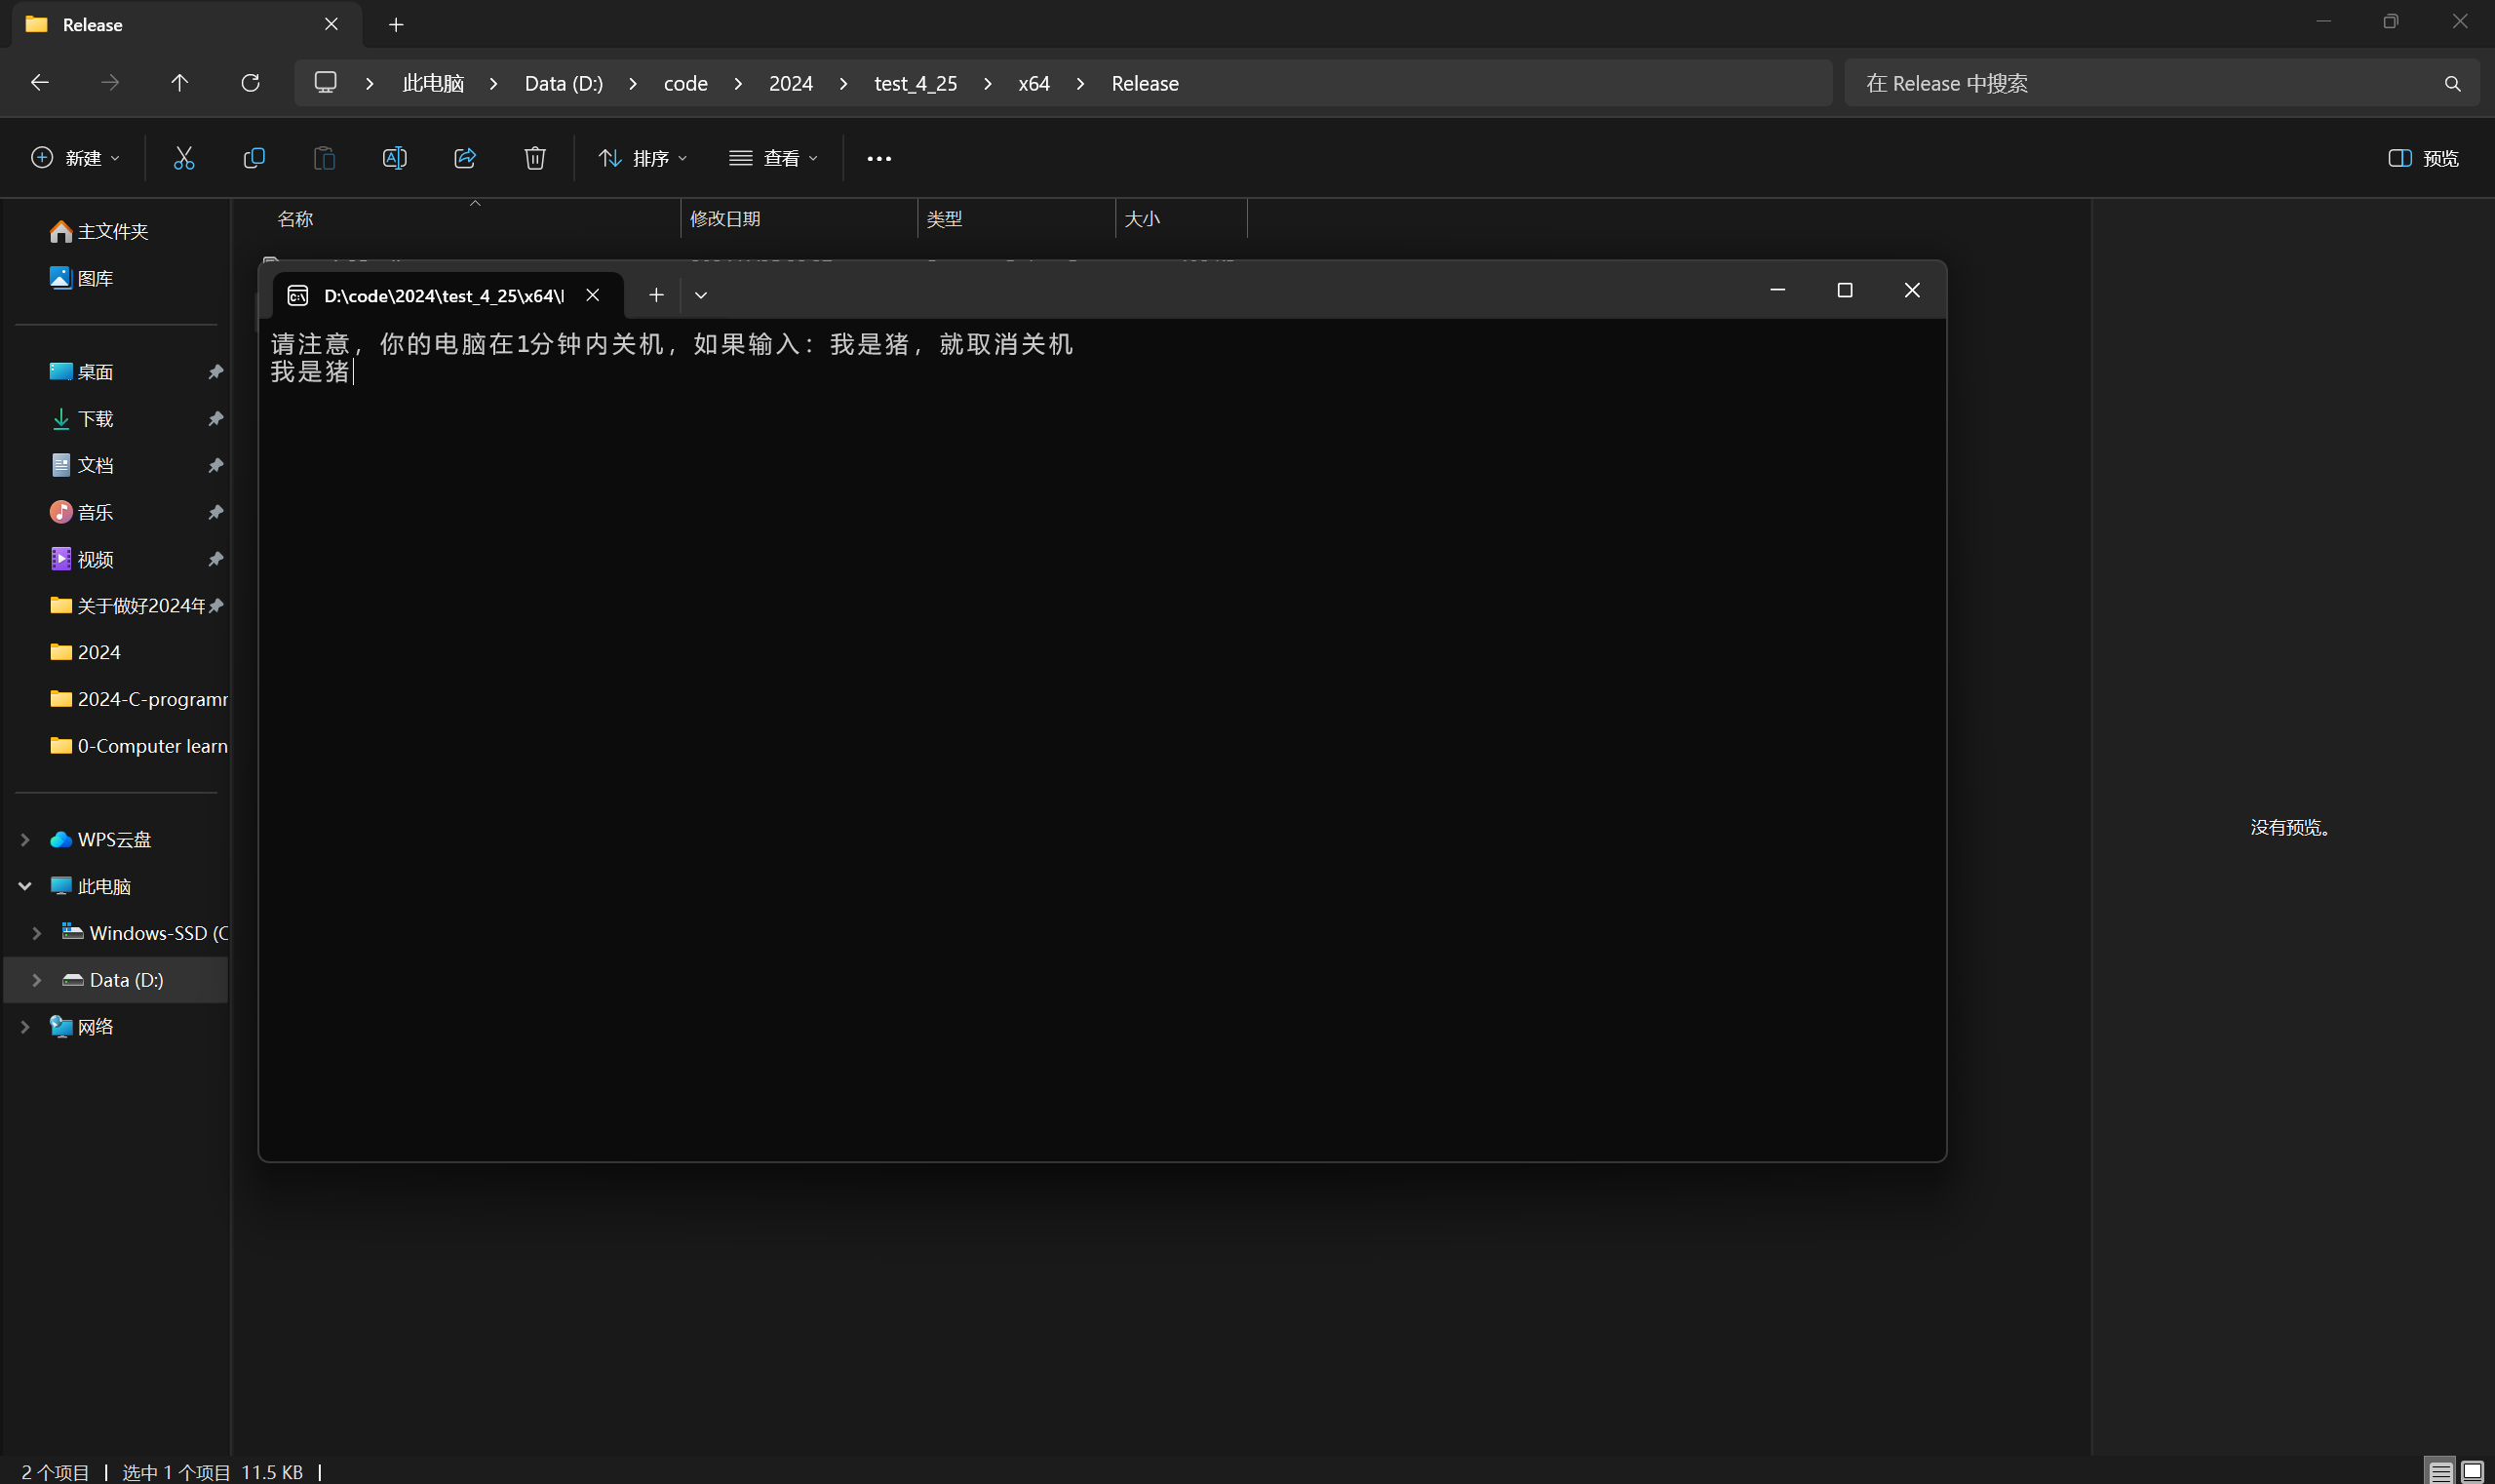 Release
此电脑 Data (D:) code 2024 test_4_25 x64 Release
在 Release 中搜索
新建 排序 查看 预览
名称 修改日期 类型 大小
主文件夹
图库
桌面
下载
文档
音乐
视频
关于做好2024年
2024
2024-C-program
0-Computer learn
WPS云盘
此电脑
Windows-SSD (C
Data (D:)
网络
D:\code\2024\test_4_25\x64\
请注意，你的电脑在1分钟内关机，如果输入：我是猪，就取消关机
我是猪
没有预览。
2 个项目 选中 1 个项目 11.5 KB